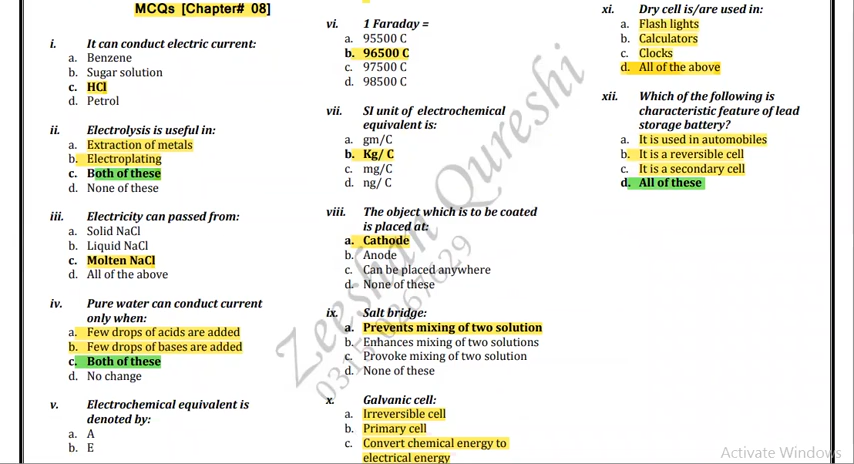 MCQs [Chapter# 08]
i. It can conduct electric current:
a. Benzene
b. Sugar solution
c. HCl
d. Petrol
ii. Electrolysis is useful in:
a. Extraction of metals
b. Electroplating
c. Both of these
d. None of these
iii. Electricity can passed from:
a. Solid NaCl
b. Liquid NaCl
c. Molten NaCl
d. All of the above
iv. Pure water can conduct current
only when:
a. Few drops of acids are added
b. Few drops of bases are added
c. Both of these
d. No change
v. Electrochemical equivalent is
denoted by:
a. A
b. E
vi. 1 Faraday =
a. 95500 C
b. 96500 C
c. 97500 C
d. 98500 C
vii. SI unit of electrochemical
equivalent is:
a. gm/C
b. Kg/ C
c. mg/C
d. ng/ C
viii. The object which is to be coated
is placed at:
a. Cathode
b. Anode
c. Can be placed anywhere
d. None of these
ix. Salt bridge:
a. Prevents mixing of two solution
b. Enhances mixing of two solutions
c. Provoke mixing of two solution
d. None of these
x. Galvanic cell:
a. Irreversible cell
b. Primary cell
c. Convert chemical energy to
electrical energy
xi. Dry cell is/are used in:
a. Flash lights
b. Calculators
c. Clocks
d. All of the above
xii. Which of the following is
characteristic feature of lead
storage battery?
a. It is used in automobiles
b. It is a reversible cell
c. It is a secondary cell
d. All of these
Zeeshan Qureshi
Activate Windows